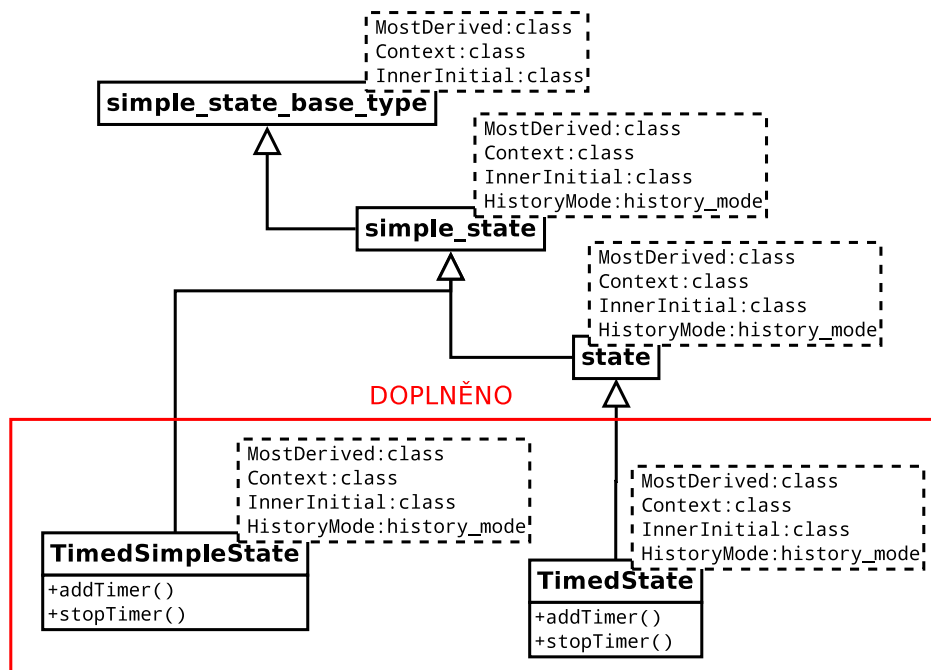 MostDerived:class
Context:class
InnerInitial:class
simple_state_base_type
MostDerived:class
Context:class
InnerInitial:class
HistoryMode:history_mode
simple_state
MostDerived:class
Context:class
InnerInitial:class
HistoryMode:history_mode
state
DOPLNĚNO
MostDerived:class
Context:class
InnerInitial:class
HistoryMode:history_mode
TimedSimpleState
+addTimer()
+stopTimer()
MostDerived:class
Context:class
InnerInitial:class
HistoryMode:history_mode
TimedState
+addTimer()
+stopTimer()